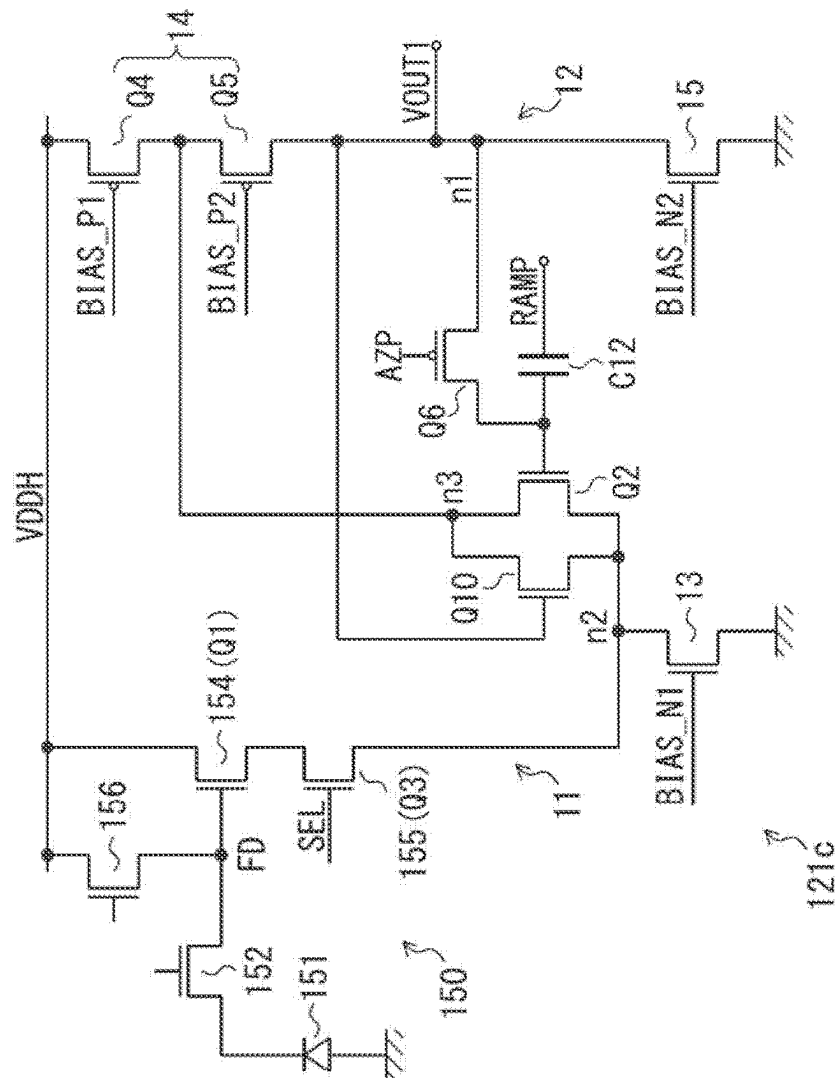 VDDH
156
FD
152
151
150
154(Q1)
SEL
155(Q3)
11
121c
BIAS_N1
13
n2
Q10
n3
Q2
Q6
AZP
C12
RAMP
n1
BIAS_P1
BIAS_P2
Q4
Q5
14
VOUT1
12
15
BIAS_N2